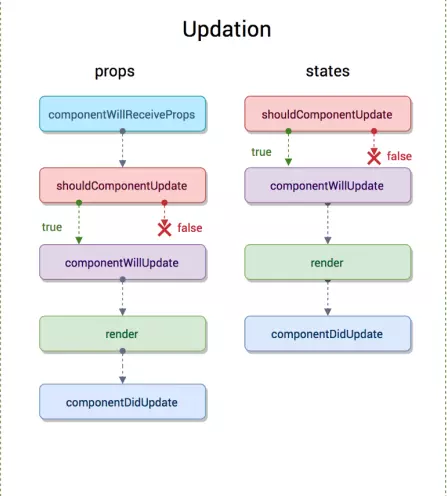 Updation
props
componentWillReceiveProps
shouldComponentUpdate
true
false
componentWillUpdate
render
componentDidUpdate
states
shouldComponentUpdate
true
false
componentWillUpdate
render
componentDidUpdate